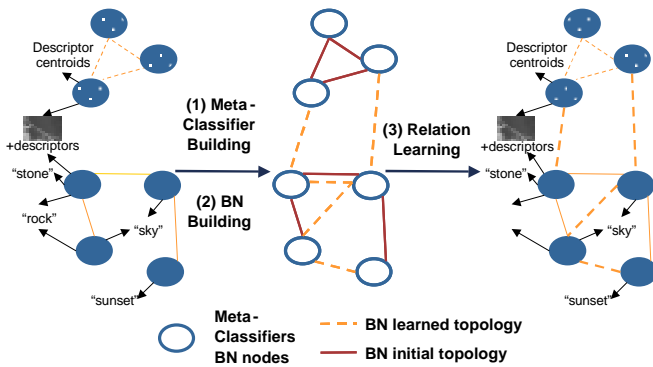 Descriptor
centroids
+descriptors
“stone”
“rock”
“sky”
“sunset”
(1) Meta-
Classifier
Building
(2) BN
Building
(3) Relation
Learning
Descriptor
centroids
+descriptors
“stone”
“sky”
“sunset”
Meta-
Classifiers
BN nodes
BN learned topology
BN initial topology